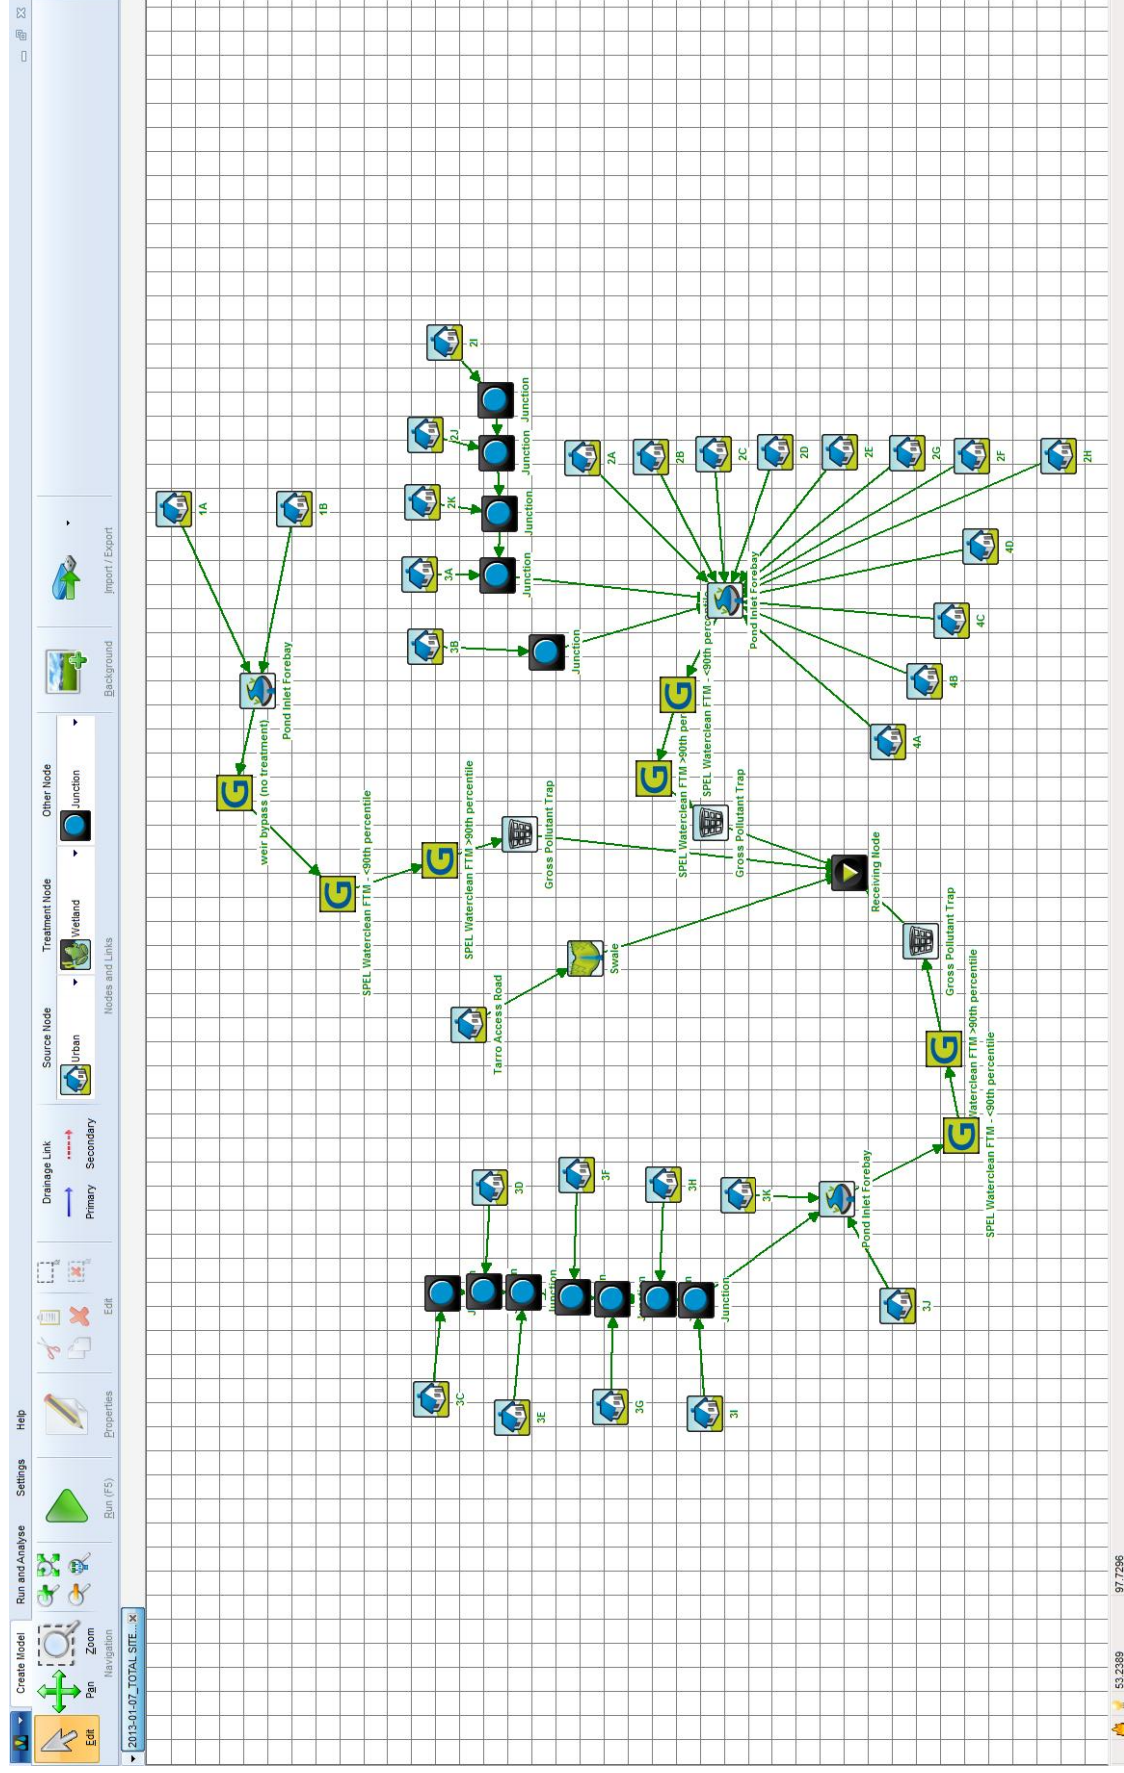 Create Model
Run and Analyse
Settings
Help
Edit
Pan
Zoom
Navigation
Run (F5)
Properties
Edit
Drainage Link
Primary
Secondary
Source Node
Urban
Treatment Node
Wetland
Other Node
Junction
Nodes and Links
Background
Import / Export
2013-01-07_TOTAL SITE...
1A
1B
Pond Inlet Forebay
weir bypass (no treatment)
SPEL Waterclean FTM - <90th percentile
SPEL Waterclean FTM >90th percentile
Gross Pollutant Trap
2I
2J
2K
3A
3B
Junction
Junction
Junction
Junction
Junction
2A
2B
2C
2D
2E
2G
2F
2H
4D
4C
4B
4A
Pond Inlet Forebay
SPEL Waterclean FTM - <90th percentile
SPEL Waterclean FTM >90th per
Gross Pollutant Trap
Receiving Node
Tarro Access Road
Swale
3C
3D
3E
3F
3G
3H
3I
Junction
Junction
3K
3J
Pond Inlet Forebay
SPEL Waterclean FTM - <90th percentile
Waterclean FTM >90th percentile
Gross Pollutant Trap
53.2389
97.7296